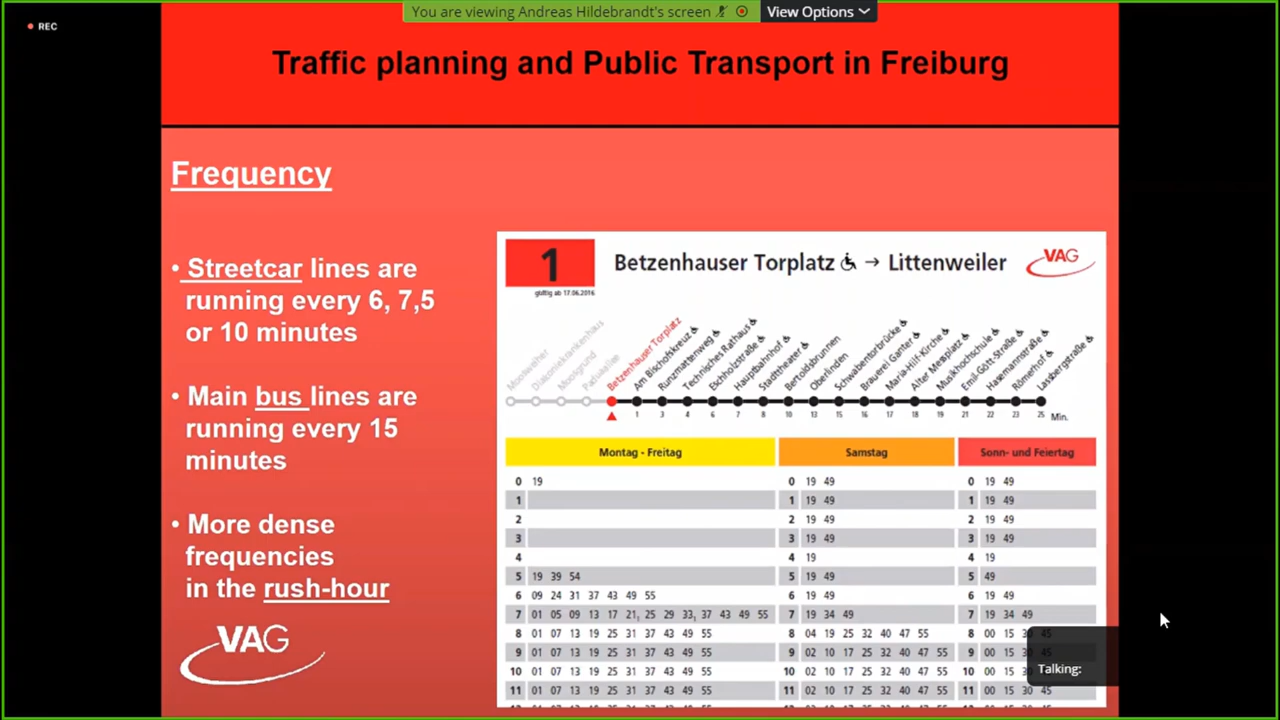 You are viewing Andreas Hildebrandt's screen
View Options
REC
Traffic planning and Public Transport in Freiburg
Frequency
• Streetcar lines are
running every 6, 7,5
or 10 minutes
• Main bus lines are
running every 15
minutes
• More dense
frequencies
in the rush-hour
VAG
1
gültig ab 17.06.2016
Betzenhauser Torplatz → Littenweiler
VAG
Moosweiher
Diakoniekrankenhaus
Moosgrund
Paduaallee
Betzenhauser Torplatz
Am Bischofskreuz
Runzmattenweg
Technisches Rathaus
Eschholzstraße
Hauptbahnhof
Stadttheater
Bertoldsbrunnen
Oberlinden
Schwabentorbrücke
Brauerei Ganter
Maria-Hilf-Kirche
Alter Messplatz
Musikhochschule
Emil-Gött-Straße
Hasemannstraße
Römerhof
Lassbergstraße
1 3 4 6 7 8 10 13 15 16 17 18 19 21 22 23 25 Min.
Montag - Freitag Samstag Sonn- und Feiertag
0 19 0 19 49 0 19 49
1 1 19 49 1 19 49
2 2 19 49 2 19 49
3 3 19 49 3 19 49
4 4 19 4 19
5 19 39 54 5 19 49 5 49
6 09 24 31 37 43 49 55 6 19 49 6 19 49
7 01 05 09 13 17 21, 25 29 33, 37 43 49 55 7 19 34 49 7 19 34 49
8 01 07 13 19 25 31 37 43 49 55 8 04 19 25 32 40 47 55 8 00 15 30 45
9 01 07 13 19 25 31 37 43 49 55 9 02 10 17 25 32 40 47 55 9 00 15 30 45
10 01 07 13 19 25 31 37 43 49 55 10 02 10 17 25 32 40 47 55 10 00 15 30
11 01 07 13 19 25 31 37 43 49 55 11 02 10 17 25 32 40 47 55 11 00 15 30 45
Talking: